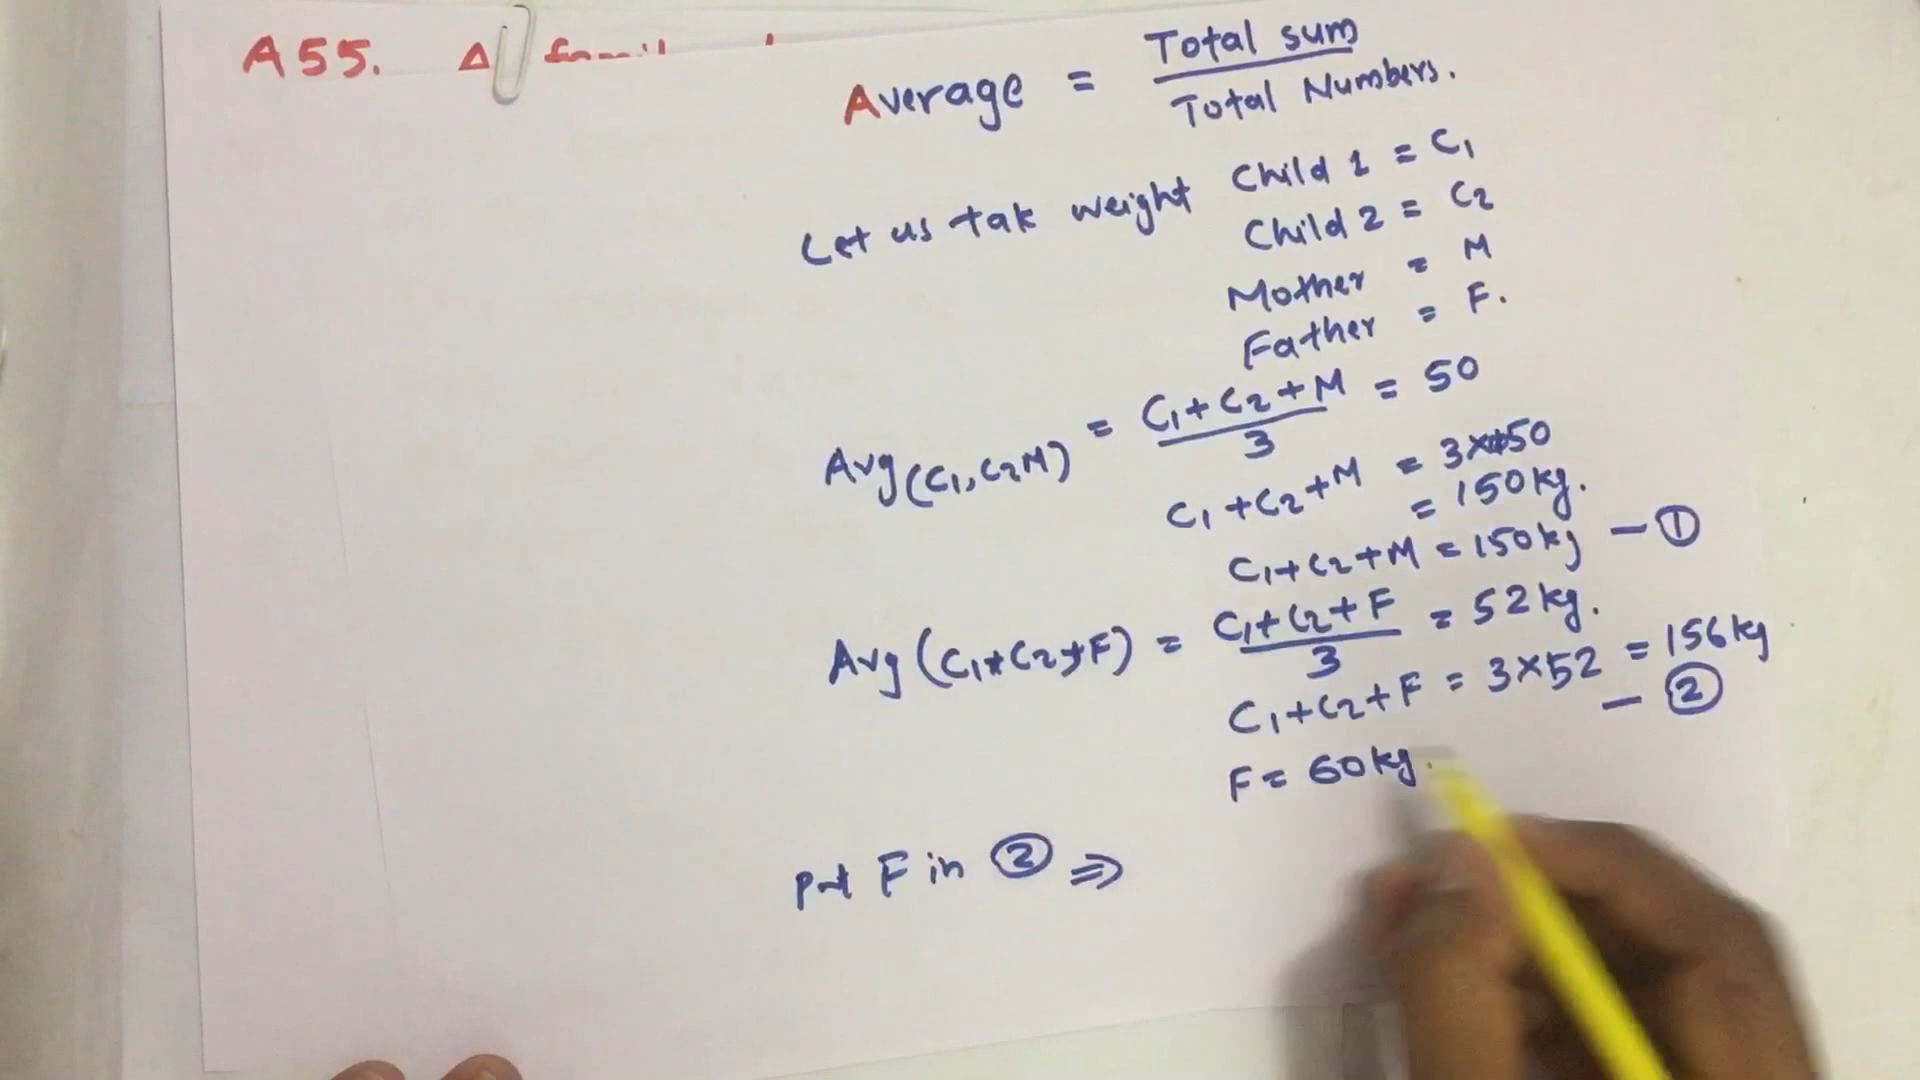 A55. A
Average = Total sum
Total Numbers.
Let us tak weight Child 1 = C₁
Child 2 = C₂
Mother = M
Father = F.
Avg(C₁,C₂M) = C₁+C₂+M = 50
3
C₁+C₂+M = 3×50
= 150kg.
C₁+C₂+M = 150kg — ①
Avg (C₁+C₂+F) = C₁+C₂+F = 52kg.
3
C₁+C₂+F = 3×52 = 156kg
— ②
F = 60kg.
Put F in ② ⇒